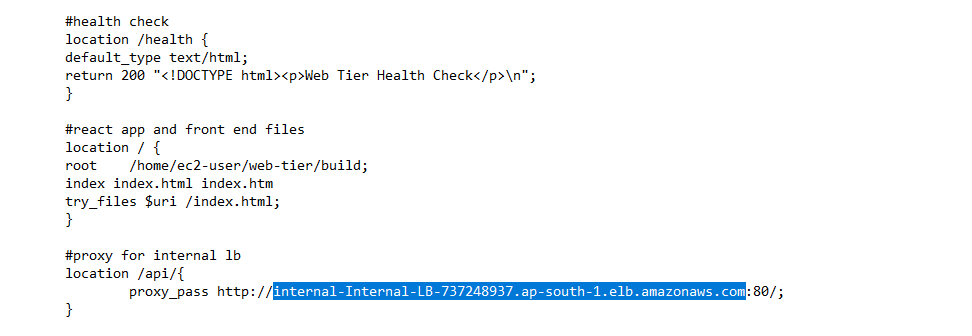 #health check
location /health {
default_type text/html;
return 200 "<!DOCTYPE html><p>Web Tier Health Check</p>\n";
}
#react app and front end files
location / {
root    /home/ec2-user/web-tier/build;
index index.html index.htm
try_files $uri /index.html;
}
#proxy for internal lb
location /api/{
        proxy_pass http://internal-Internal-LB-737248937.ap-south-1.elb.amazonaws.com:80/;
}